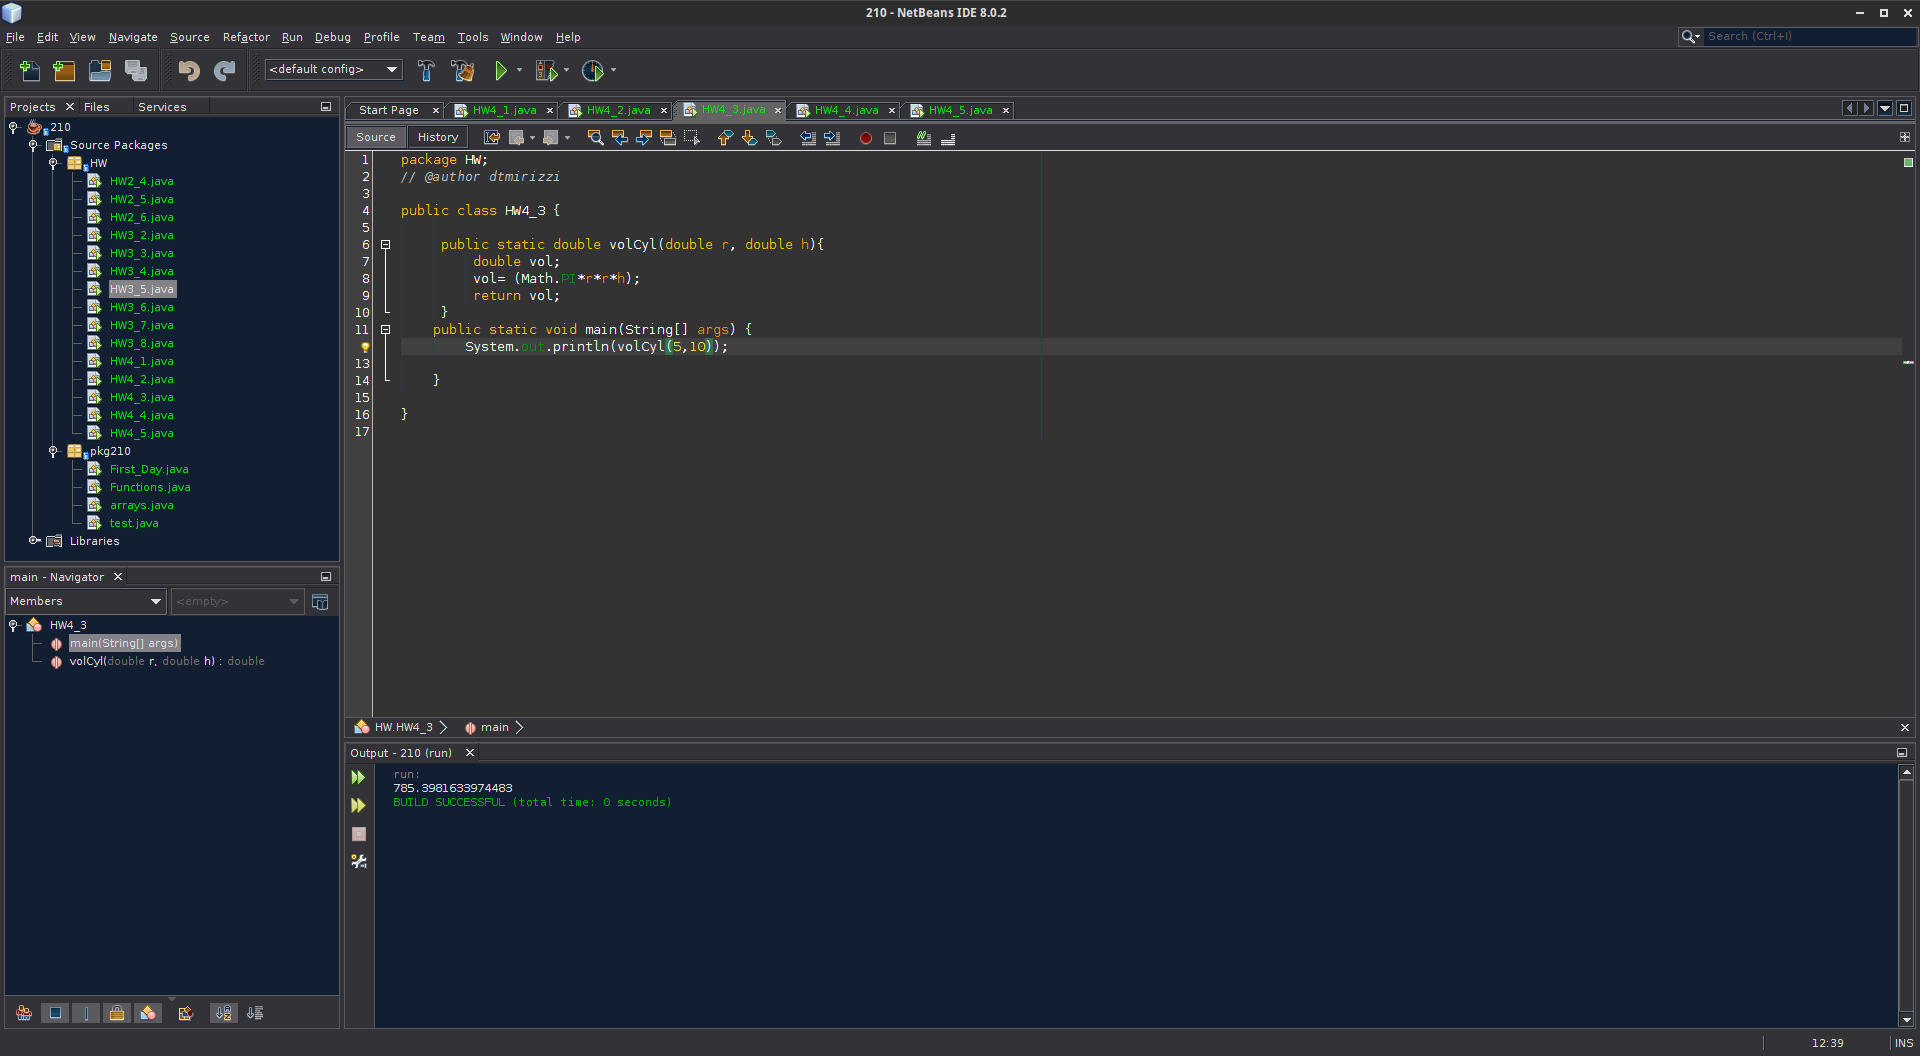 210 - NetBeans IDE 8.0.2
File Edit View Navigate Source Refactor Run Debug Profile Team Tools Window Help
Search (Ctrl+I)
<default config>
Projects Files Services
210
Source Packages
HW
HW2_4.java
HW2_5.java
HW2_6.java
HW3_2.java
HW3_3.java
HW3_4.java
HW3_5.java
HW3_6.java
HW3_7.java
HW3_8.java
HW4_1.java
HW4_2.java
HW4_3.java
HW4_4.java
HW4_5.java
pkg210
First_Day.java
Functions.java
arrays.java
test.java
Libraries
main - Navigator
Members
<empty>
HW4_3
main(String[] args)
volCyl(double r, double h) : double
Start Page HW4_1.java HW4_2.java HW4_3.java HW4_4.java HW4_5.java
Source History
1 package HW;
2 // @author dtmirizzi
3
4 public class HW4_3 {
5
6 public static double volCyl(double r, double h){
7 double vol;
8 vol= (Math.PI*r*r*h);
9 return vol;
10 }
11 public static void main(String[] args) {
System.out.println(volCyl(5,10));
13
14 }
15
16 }
17
HW.HW4_3 main
Output - 210 (run)
run:
785.3981633974483
BUILD SUCCESSFUL (total time: 0 seconds)
12:39 INS